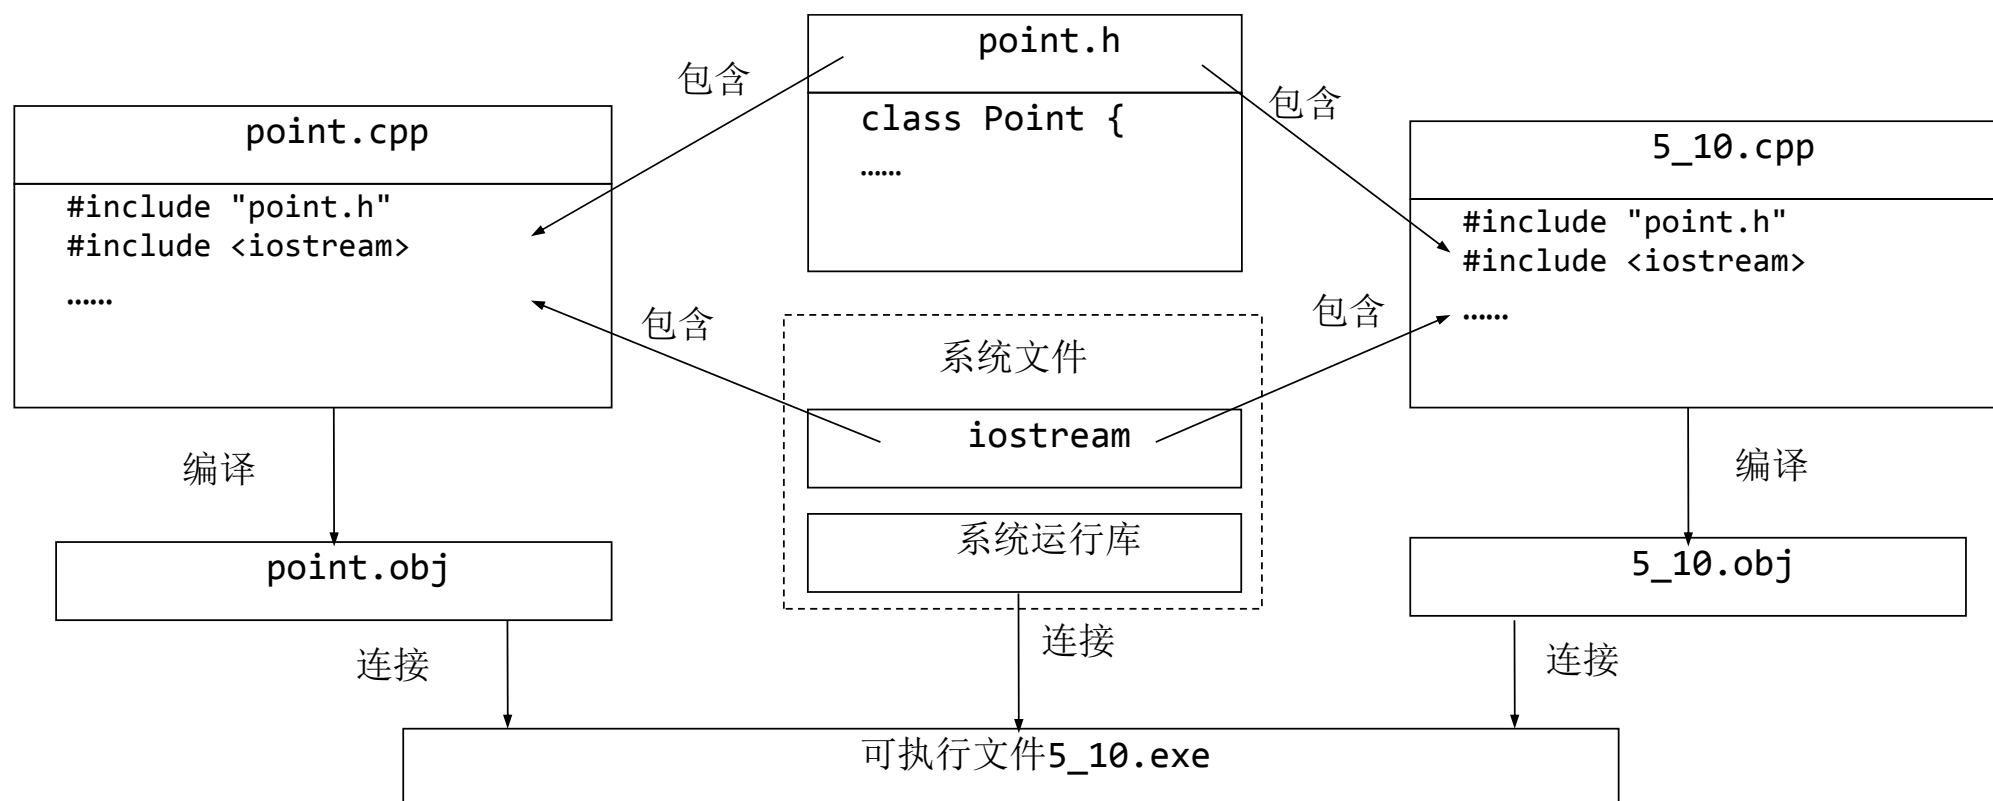 point.h
包含
class Point {
……
包含
point.cpp
#include "point.h"
#include <iostream>
……
5_10.cpp
#include "point.h"
#include <iostream>
……
包含
包含
系统文件
iostream
系统运行库
编译
编译
point.obj
5_10.obj
连接
连接
连接
可执行文件5_10.exe